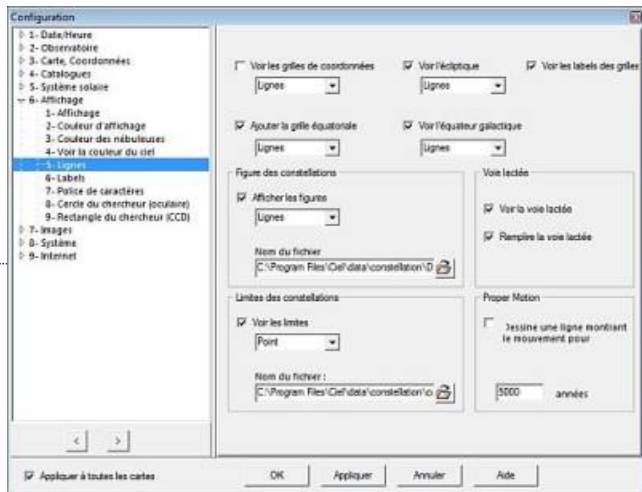 Configuration
1- Date/Heure
2- Observatoire
3- Carte, Coordonnées
4- Catalogues
5- Système solaire
6- Affichage
1- Affichage
2- Couleur d'affichage
3- Couleur des nébuleuses
4- Voir la couleur du ciel
5- Lignes
6- Labels
7- Police de caractères
8- Cercle du chercheur (oculaire)
9- Rectangle du chercheur (CCD)
7- Images
8- Système
9- Internet
< >
Voir les grilles de coordonnées Voir l'écliptique Voir les labels des grilles
Lignes Lignes
Ajouter la grille équatoriale Voir l'équateur galactique
Lignes Lignes
Figure des constellations
Afficher les figures
Lignes
Nom du fichier
C:\Program Files\Ciel\data\constellation\D
Voie lactée
Voir la voie lactée
Remplire la voie lactée
Limites des constellations
Voir les limites
Point
Nom du fichier :
C:\Program Files\Ciel\data\constellation\c
Proper Motion
Dessine une ligne montrant
le mouvement pour
5000 années
Appliquer à toutes les cartes OK Appliquer Annuler Aide